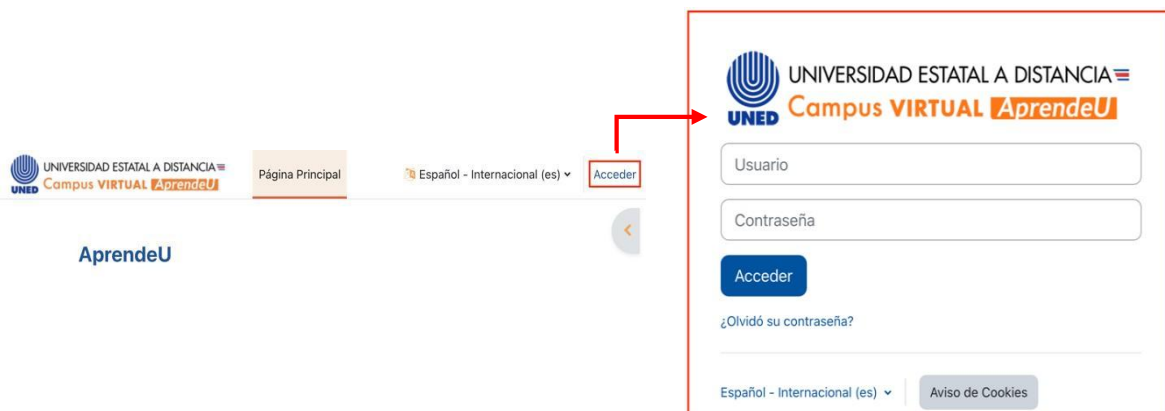 UNED
UNIVERSIDAD ESTATAL A DISTANCIA
Campus VIRTUAL AprendeU
Página Principal
Español - Internacional (es)
Acceder
AprendeU
UNED
UNIVERSIDAD ESTATAL A DISTANCIA
Campus VIRTUAL AprendeU
Usuario
Contraseña
Acceder
¿Olvidó su contraseña?
Español - Internacional (es)
Aviso de Cookies